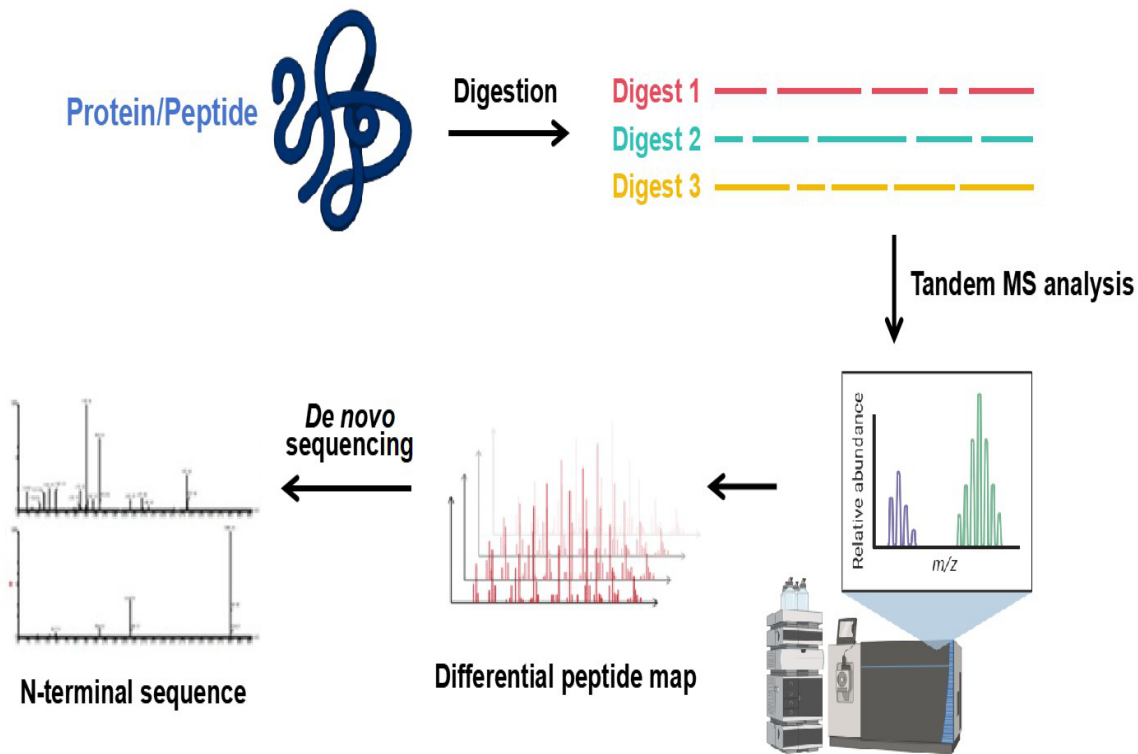 Protein/Peptide
Digestion
Digest 1
Digest 2
Digest 3
Tandem MS analysis
Relative abundance
m/z
De novo
sequencing
Differential peptide map
N-terminal sequence